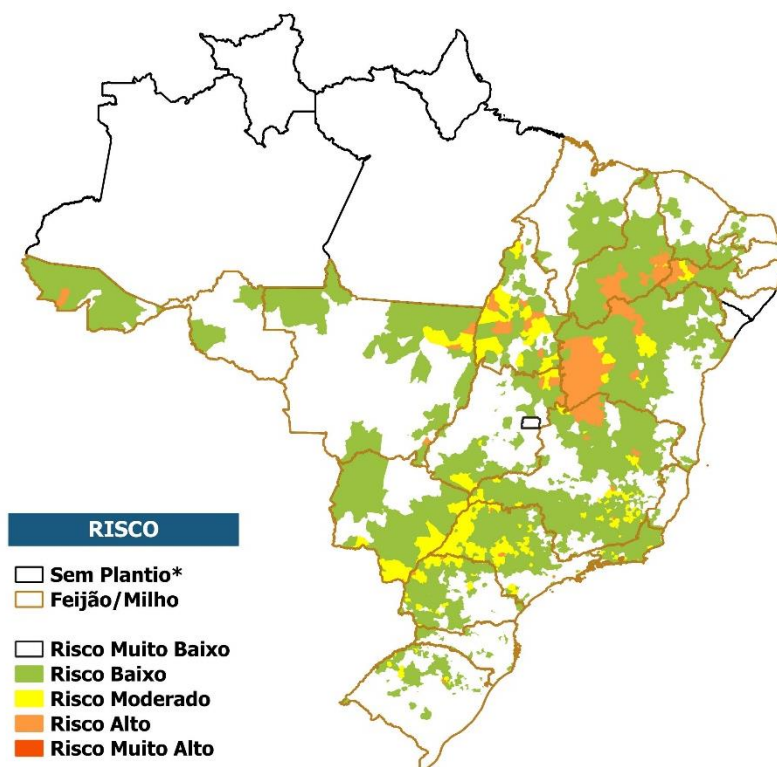 RISCO
Sem Plantio*
Feijão/Milho
Risco Muito Baixo
Risco Baixo
Risco Moderado
Risco Alto
Risco Muito Alto